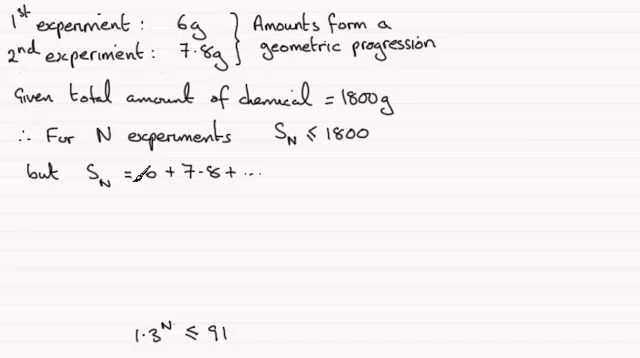 1st experiment : 6g } Amounts form a
2nd experiment : 7.8g } geometric progression
Given total amount of chemical = 1800g
∴ For N experiments S_N ≤ 1800
but S_N = 6 + 7.8 + ...
1.3^N ≤ 91